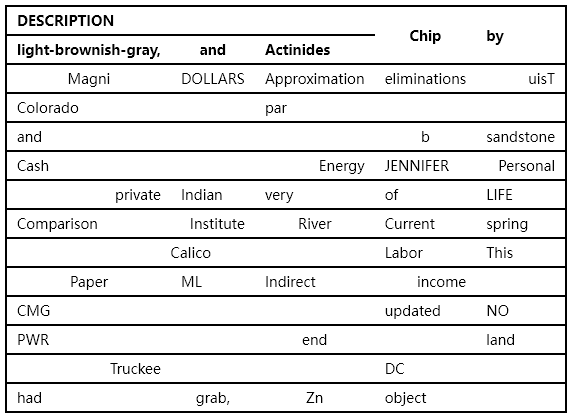 DESCRIPTION Chip by
light-brownish-gray, and Actinides
Magni DOLLARS Approximation eliminations uisT
Colorado par
and b sandstone
Cash Energy JENNIFER Personal
private Indian very of LIFE
Comparison Institute River Current spring
Calico Labor This
Paper ML Indirect income
CMG updated NO
PWR end land
Truckee DC
had grab, Zn object